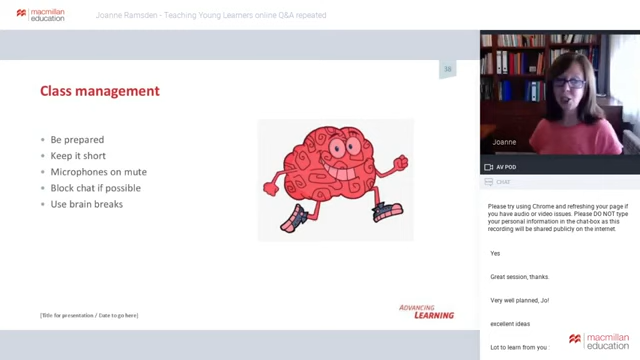 macmillan
education
Joanne Ramsden - Teaching Young Learners online Q&A repeated
38
Class management
• Be prepared
• Keep it short
• Microphones on mute
• Block chat if possible
• Use brain breaks
[Title for presentation / Date to go here]
ADVANCING
LEARNING
Joanne
AV POD
CHAT
Please try using Chrome and refreshing your page if
you have audio or video issues. Please DO NOT type
your personal information in the chat-box as this
recording will be shared publicly on the internet.
Yes
Great session, thanks.
Very well planned, Jo!
excellent ideas
Lot to learn from you
macmillan
education